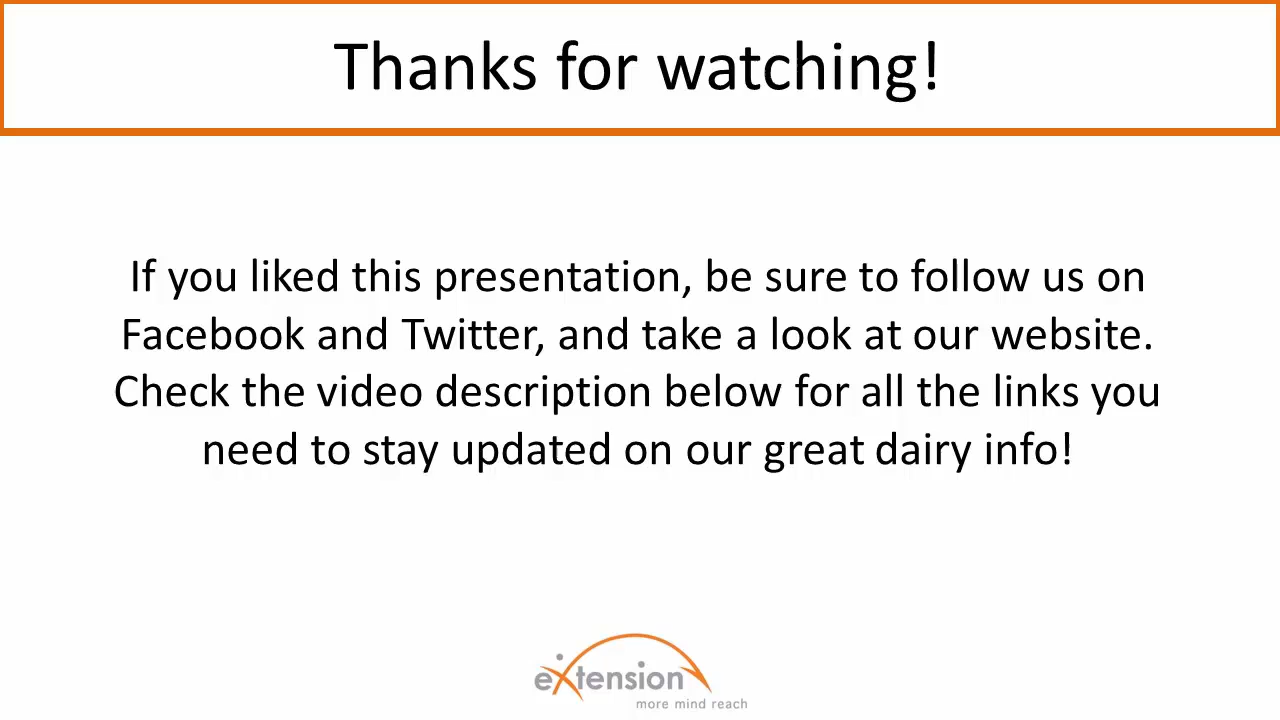 Thanks for watching!
If you liked this presentation, be sure to follow us on
Facebook and Twitter, and take a look at our website.
Check the video description below for all the links you
need to stay updated on our great dairy info!
eXtension
more mind reach